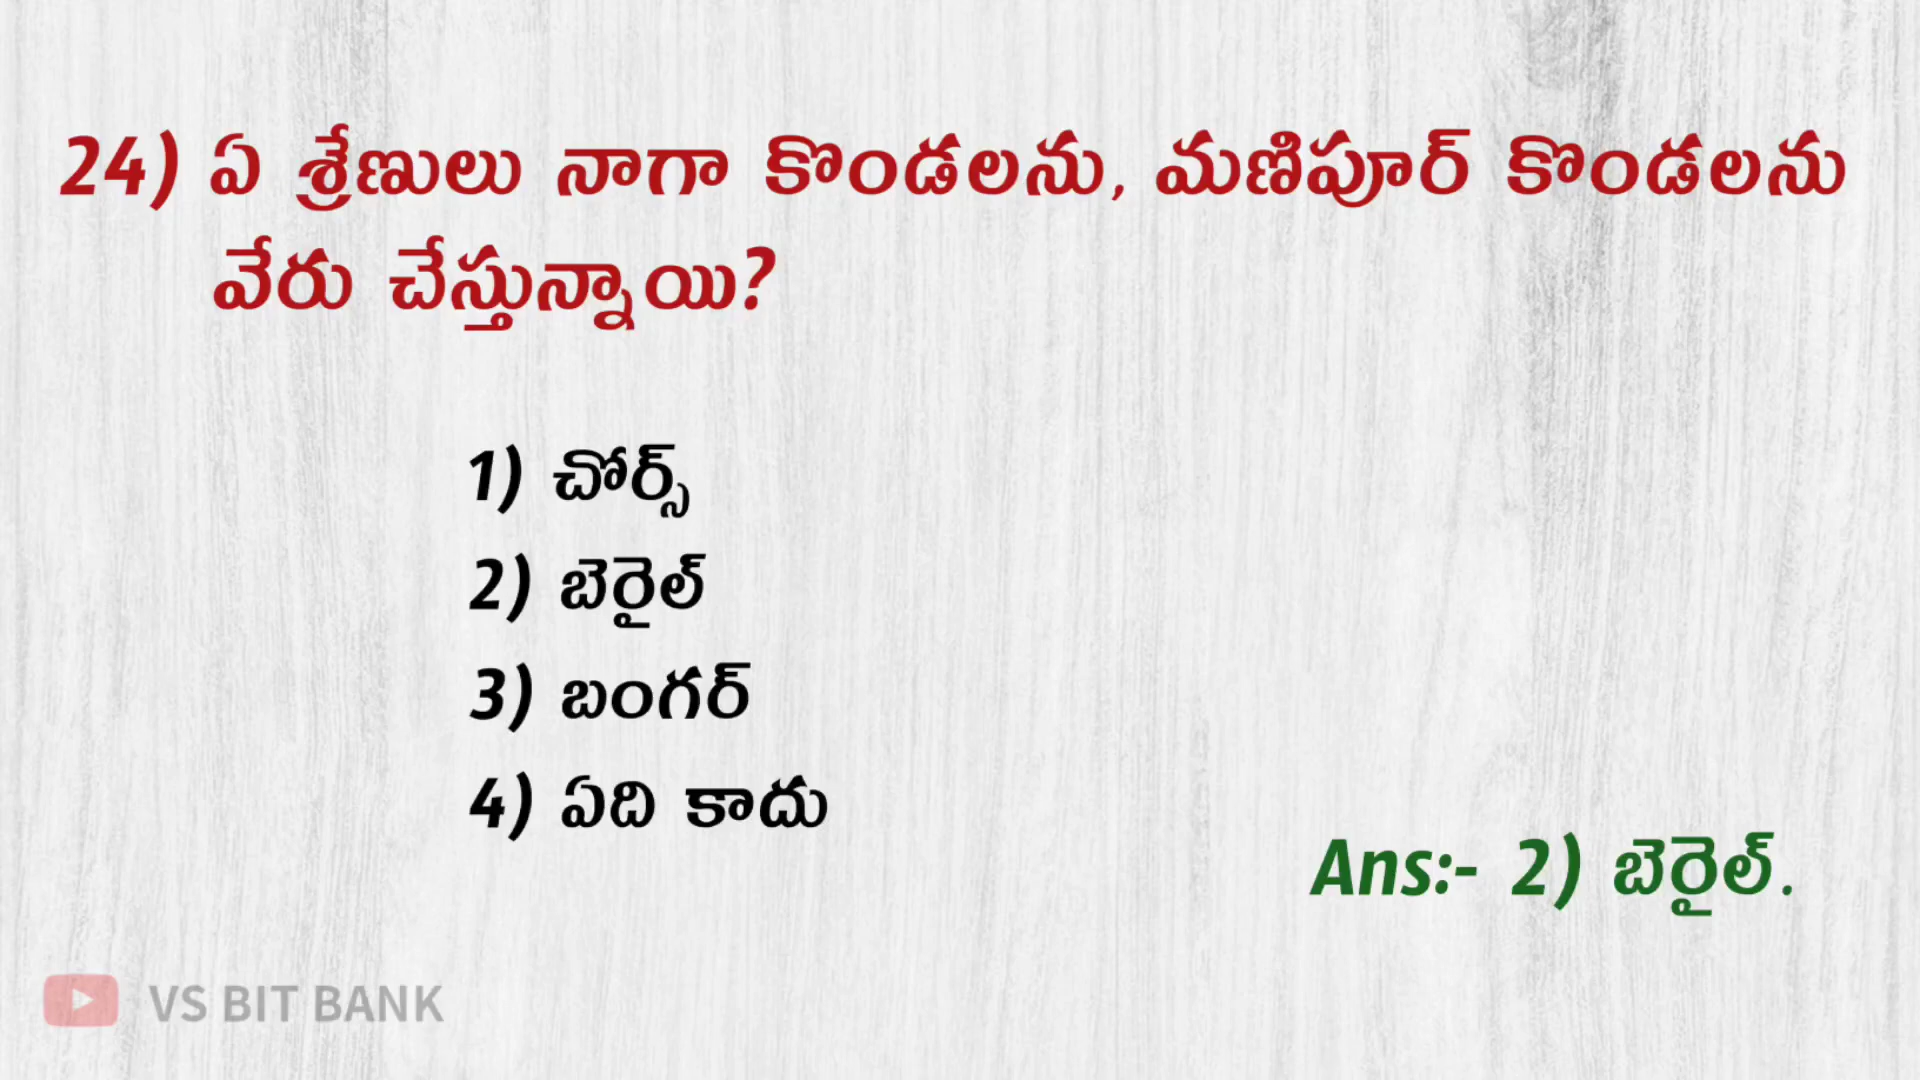 24) ఏ శ్రేణులు నాగా కొండలను, మణిపూర్ కొండలను
వేరు చేస్తున్నాయి?
1) చోర్స్
2) బెరైల్
3) బంగర్
4) ఏది కాదు
Ans:- 2) బెరైల్.
VS BIT BANK